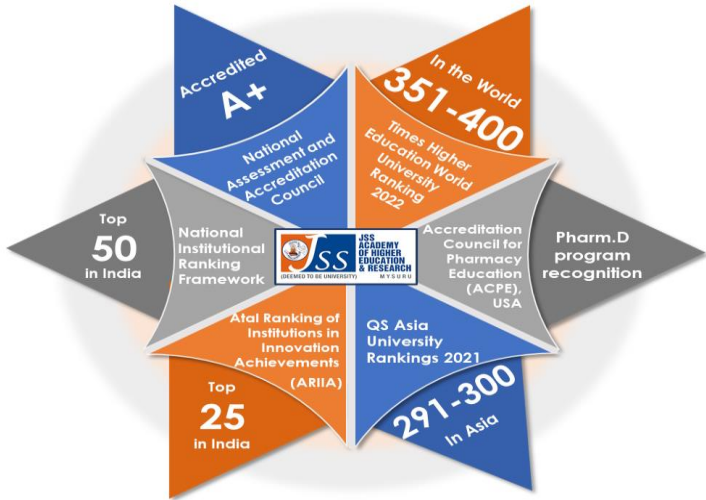 Accredited
A+
National
Assessment and
Accreditation
Council
In the World
351-400
Times Higher
Education World
University
Ranking
2022
Top
50
in India
National
Institutional
Ranking
Framework
JSS
(DEEMED TO BE UNIVERSITY)
JSS
ACADEMY
OF HIGHER
EDUCATION
& RESEARCH
MYSURU
Accreditation
Council for
Pharmacy
Education
(ACPE),
USA
Pharm.D
program
recognition
Atal Ranking of
Institutions in
Innovation
Achievements
(ARIIA)
Top
25
in India
QS Asia
University
Rankings 2021
291-300
In Asia